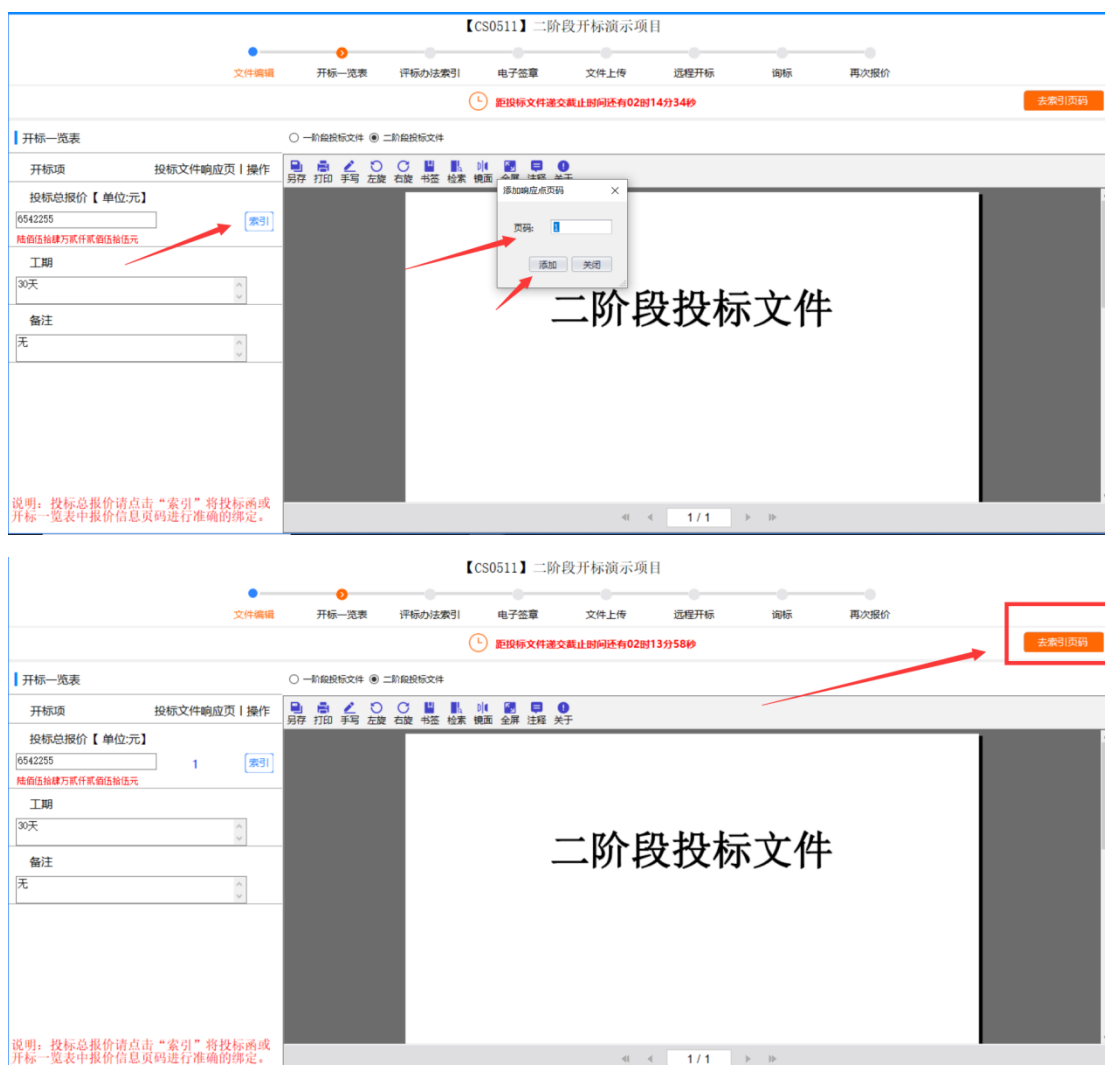 【CS0511】二阶段开标演示项目
文件编辑 开标一览表 评标办法索引 电子签章 文件上传 远程开标 询标 再次报价
距投标文件递交截止时间还有02时14分34秒 去索引页码
开标一览表 一阶段投标文件 二阶段投标文件
开标项 投标文件响应页 | 操作
另存 打印 手写 左旋 右旋 书签 检索 镜面 全屏 注释 关于
添加响应点页码
投标总报价【 单位:元】
6542255 索引
陆佰伍拾肆万贰仟贰佰伍拾伍元
页码: 1
添加 关闭
工期
30天
备注
无
二阶段投标文件
说明：投标总报价请点击“索引”将投标函或
开标一览表中报价信息页码进行准确的绑定。
1 / 1
【CS0511】二阶段开标演示项目
文件编辑 开标一览表 评标办法索引 电子签章 文件上传 远程开标 询标 再次报价
距投标文件递交截止时间还有02时13分58秒 去索引页码
开标一览表 一阶段投标文件 二阶段投标文件
开标项 投标文件响应页 | 操作
另存 打印 手写 左旋 右旋 书签 检索 镜面 全屏 注释 关于
投标总报价【 单位:元】
6542255 1 索引
陆佰伍拾肆万贰仟贰佰伍拾伍元
工期
30天
备注
无
二阶段投标文件
说明：投标总报价请点击“索引”将投标函或
开标一览表中报价信息页码进行准确的绑定。
1 / 1